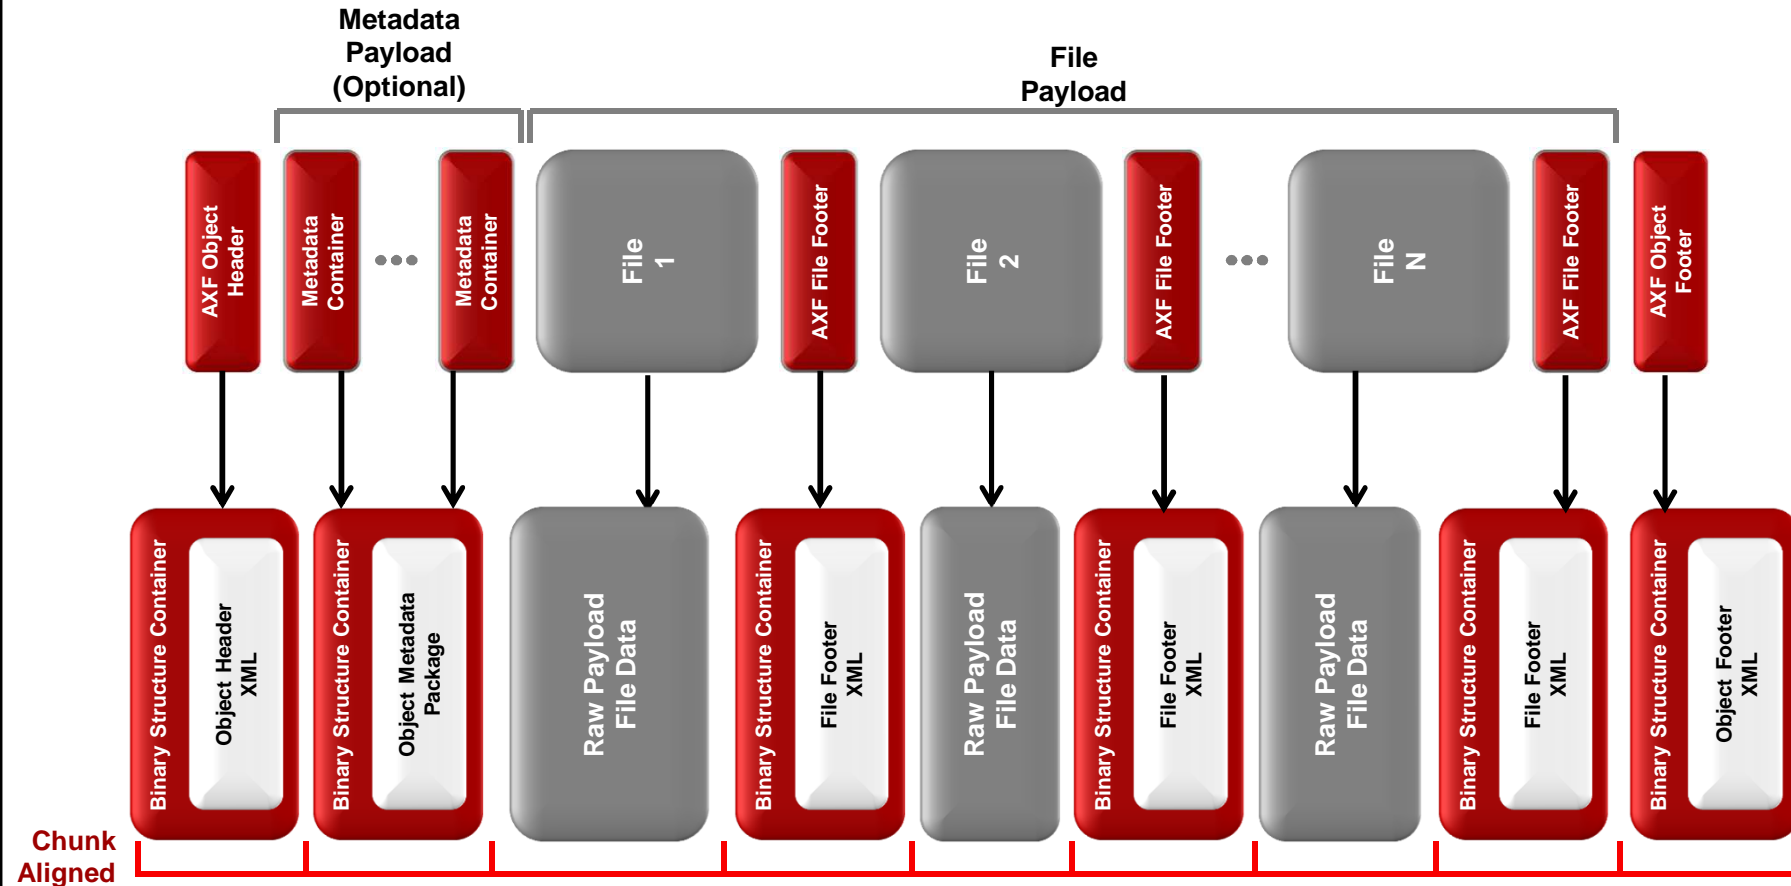 Metadata
Payload
(Optional)
File
Payload
AXF Object
Header
Metadata
Container
Metadata
Container
File
1
AXF File Footer
File
2
AXF File Footer
File
N
AXF File Footer
AXF Object
Footer
Binary Structure Container
Object Header
XML
Binary Structure Container
Object Metadata
Package
Raw Payload
File Data
Binary Structure Container
File Footer
XML
Raw Payload
File Data
Binary Structure Container
File Footer
XML
Raw Payload
File Data
Binary Structure Container
File Footer
XML
Binary Structure Container
Object Footer
XML
Chunk
Aligned